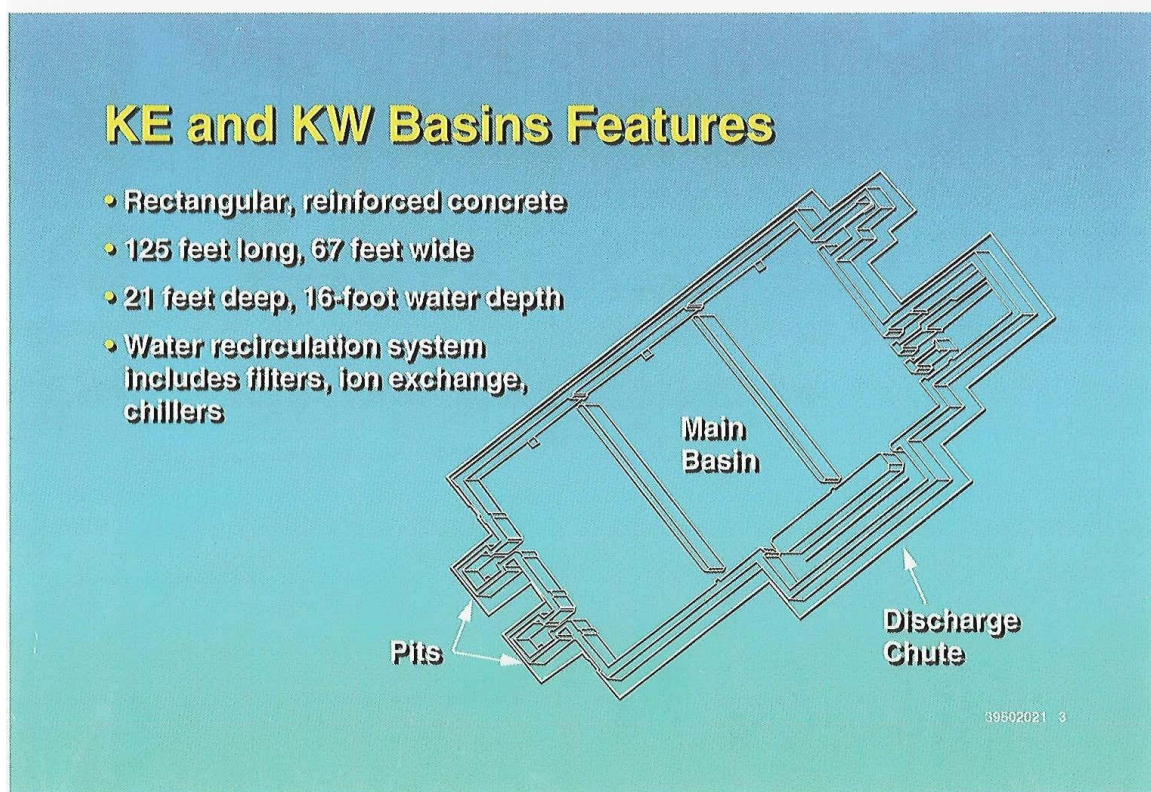 KE and KW Basins Features
• Rectangular, reinforced concrete
• 125 feet long, 67 feet wide
• 21 feet deep, 16-foot water depth
• Water recirculation system
includes filters, ion exchange,
chillers
Main
Basin
Pits
Discharge
Chute
39502021 3